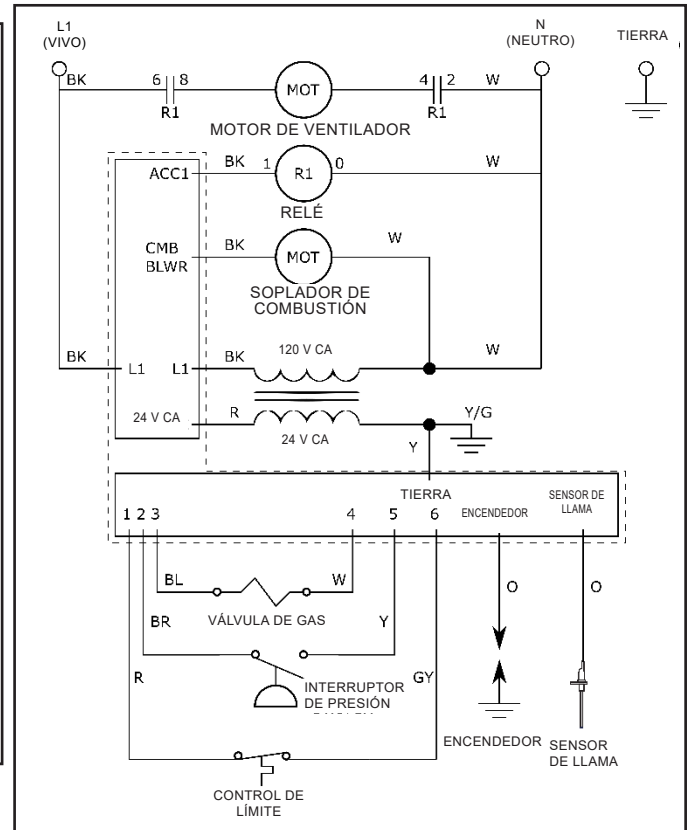 L1
(VIVO)
N
(NEUTRO)
TIERRA
BK
6
8
R1
MOT
4
2
R1
W
MOTOR DE VENTILADOR
ACC1
BK
1
R1
0
W
RELÉ
CMB
BLWR
BK
MOT
W
SOPLADOR DE
COMBUSTIÓN
BK
L1
L1
BK
120 V CA
W
24 V CA
R
24 V CA
Y
Y/G
TIERRA
1 2 3
4
5
6
ENCENDEDOR
SENSOR DE
LLAMA
BL
W
VÁLVULA DE GAS
BR
Y
R
GY
INTERRUPTOR
DE PRESIÓN
O
O
ENCENDEDOR
SENSOR
DE LLAMA
CONTROL DE
LÍMITE